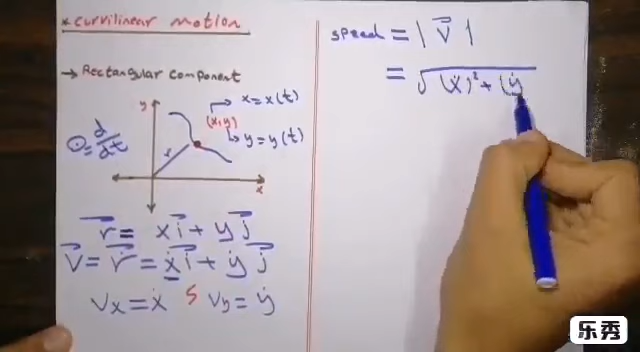 * curvilinear motion
→ Rectangular component
y
x = x(t)
(x,y)
y = y(t)
r
x
d/dt
r⃗ = x i⃗ + y j⃗
V⃗ = ṙ⃗ = ẋ i⃗ + ẏ j⃗
Vx = ẋ
Vy = ẏ
speed = | V⃗ |
= √(ẋ)² + (ẏ
乐秀